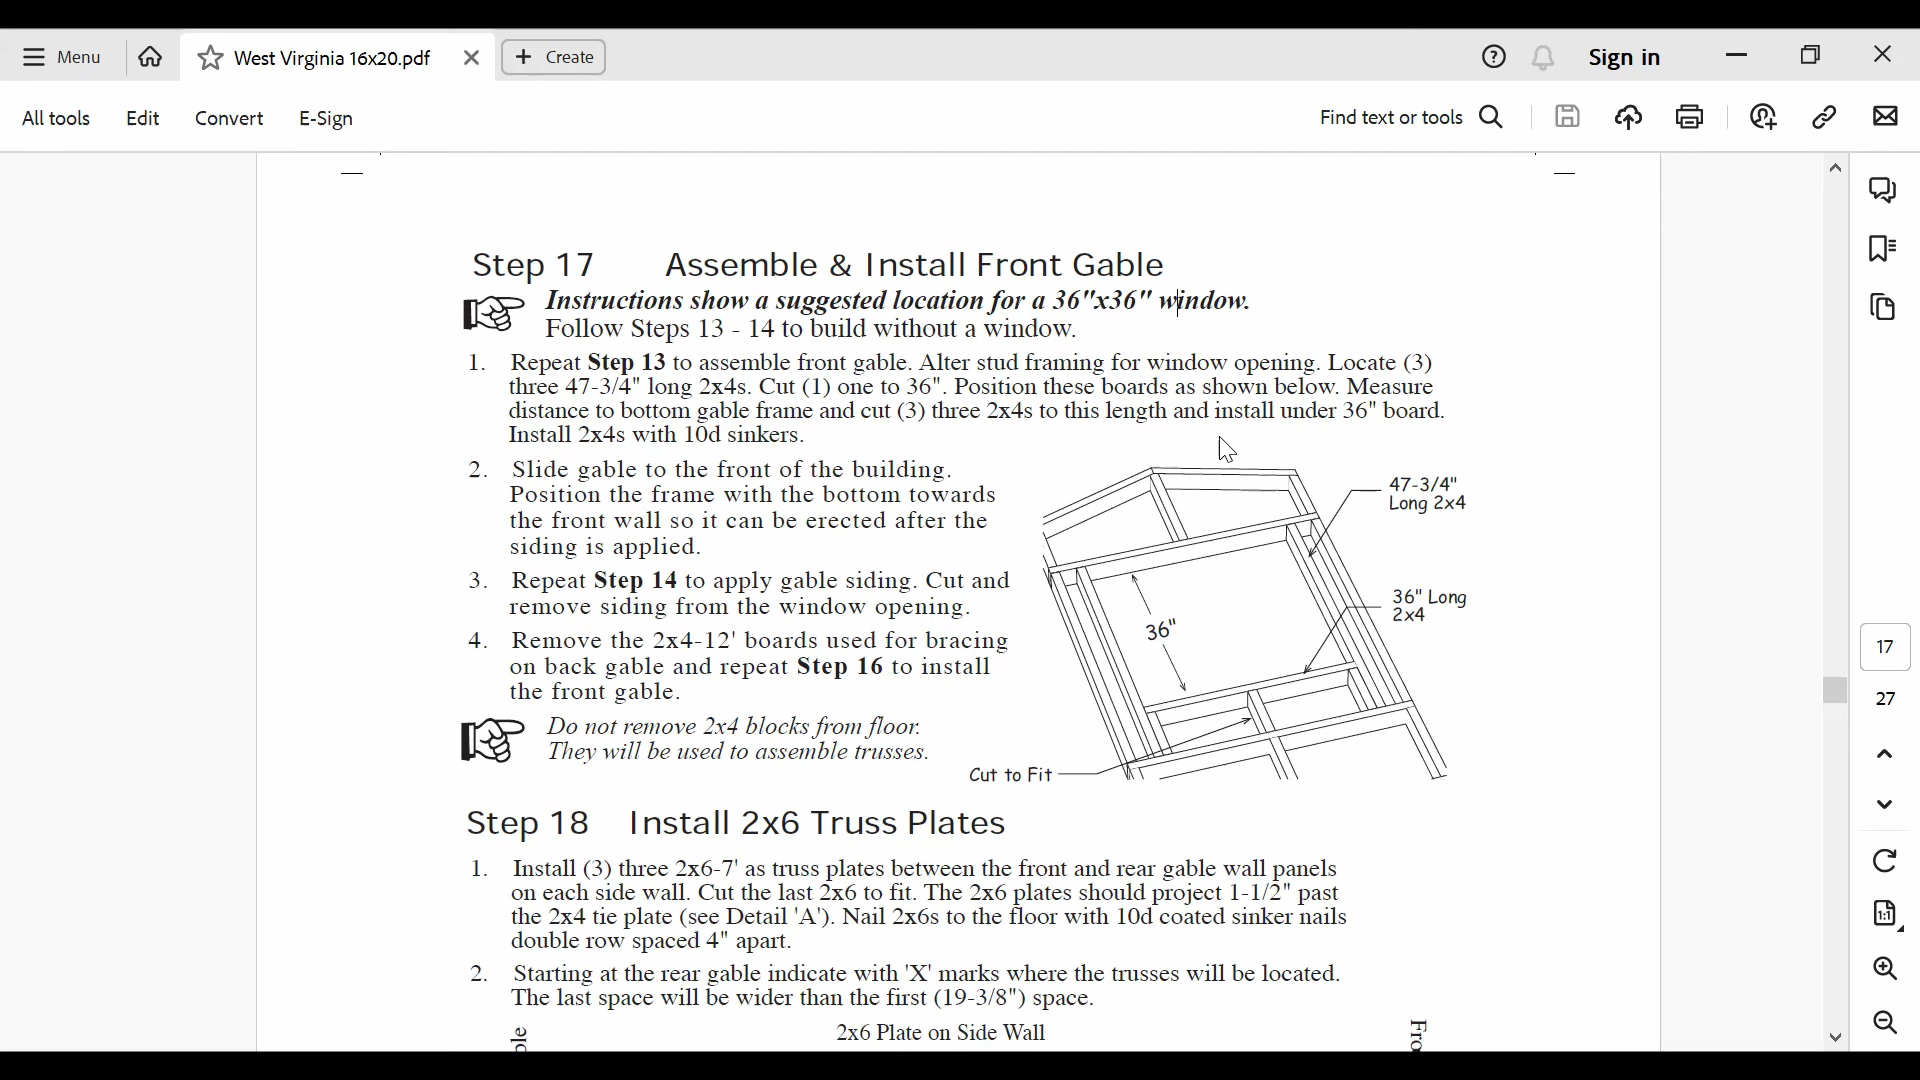 Menu
West Virginia 16x20.pdf
Create
Sign in
All tools
Edit
Convert
E-Sign
Find text or tools
Step 17 Assemble & Install Front Gable
Instructions show a suggested location for a 36"x36" window.
Follow Steps 13 - 14 to build without a window.
1. Repeat Step 13 to assemble front gable. Alter stud framing for window opening. Locate (3)
three 47-3/4" long 2x4s. Cut (1) one to 36". Position these boards as shown below. Measure
distance to bottom gable frame and cut (3) three 2x4s to this length and install under 36" board.
Install 2x4s with 10d sinkers.
2. Slide gable to the front of the building.
Position the frame with the bottom towards
the front wall so it can be erected after the
siding is applied.
3. Repeat Step 14 to apply gable siding. Cut and
remove siding from the window opening.
4. Remove the 2x4-12' boards used for bracing
on back gable and repeat Step 16 to install
the front gable.
Do not remove 2x4 blocks from floor.
They will be used to assemble trusses.
47-3/4"
Long 2x4
36" Long
2x4
36"
Cut to Fit
Step 18 Install 2x6 Truss Plates
1. Install (3) three 2x6-7' as truss plates between the front and rear gable wall panels
on each side wall. Cut the last 2x6 to fit. The 2x6 plates should project 1-1/2" past
the 2x4 tie plate (see Detail 'A'). Nail 2x6s to the floor with 10d coated sinker nails
double row spaced 4" apart.
2. Starting at the rear gable indicate with 'X' marks where the trusses will be located.
The last space will be wider than the first (19-3/8") space.
2x6 Plate on Side Wall
ble
Fro
17
27
1:1